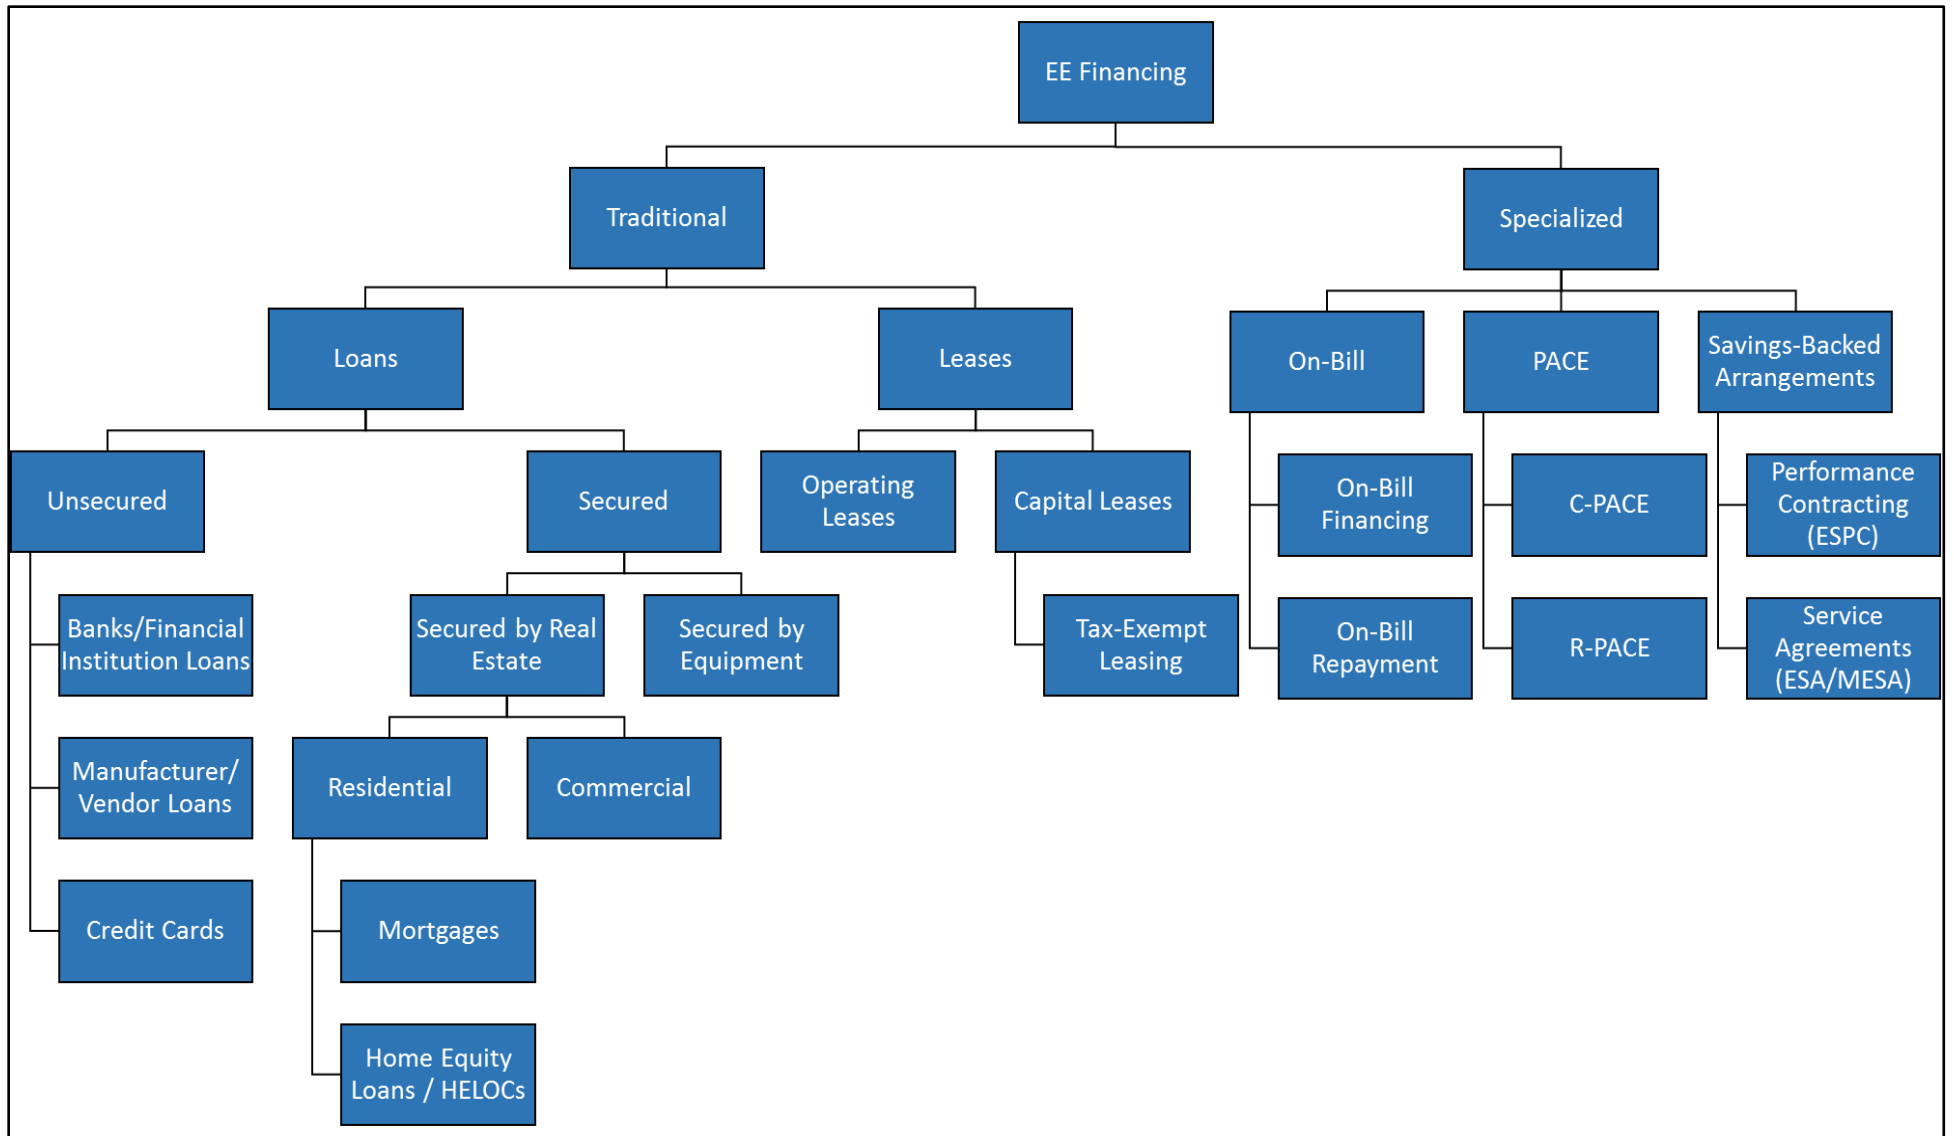 EE Financing
Traditional
Specialized
Loans
Leases
On-Bill
PACE
Savings-Backed
Arrangements
Unsecured
Secured
Operating
Leases
Capital Leases
On-Bill
Financing
C-PACE
Performance
Contracting
(ESPC)
Banks/Financial
Institution Loans
Secured by Real
Estate
Secured by
Equipment
Tax-Exempt
Leasing
On-Bill
Repayment
R-PACE
Service
Agreements
(ESA/MESA)
Manufacturer/
Vendor Loans
Residential
Commercial
Credit Cards
Mortgages
Home Equity
Loans / HELOCs